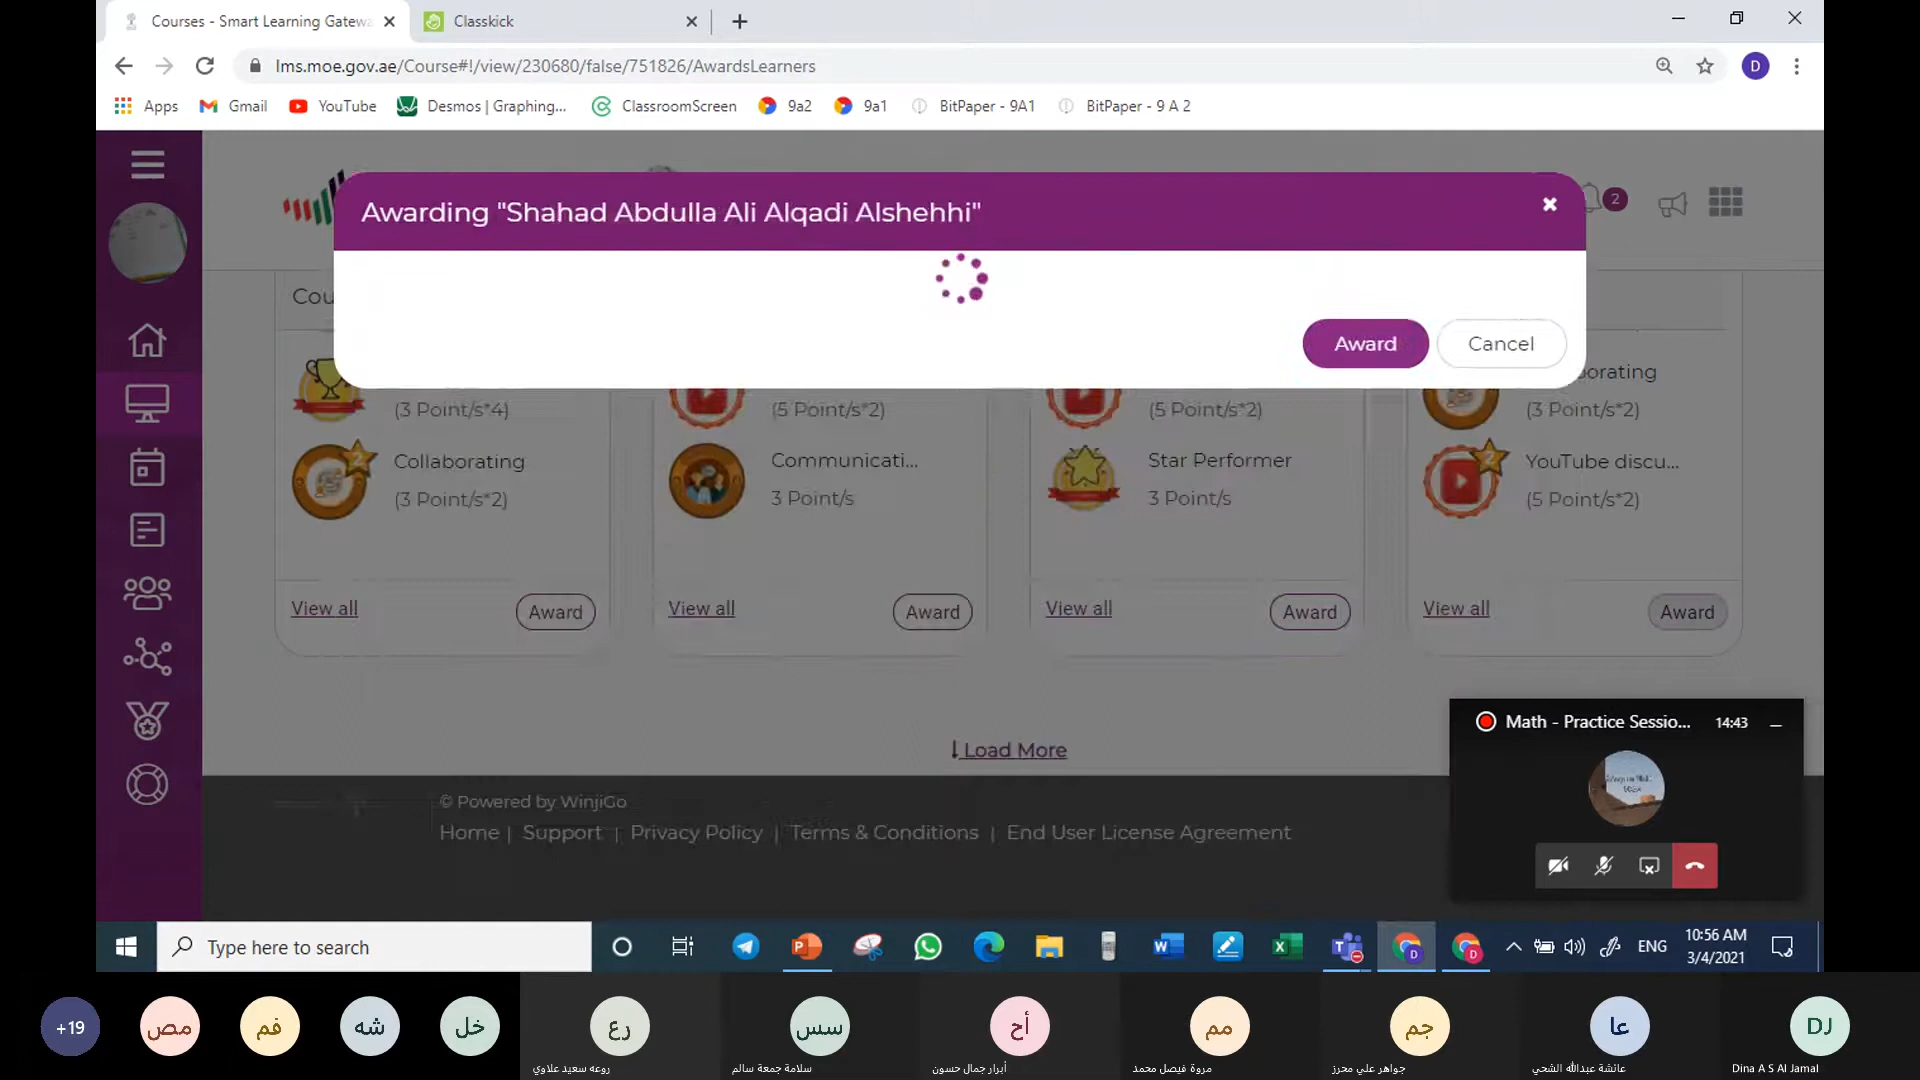 Courses - Smart Learning Gatewa
Classkick
lms.moe.gov.ae/Course#!/view/230680/false/751826/AwardsLearners
D
Apps
Gmail
YouTube
Desmos | Graphing...
ClassroomScreen
9a2
9a1
BitPaper - 9A1
BitPaper - 9 A 2
2
Awarding "Shahad Abdulla Ali Alqadi Alshehhi"
Award
Cancel
Cou
(3 Point/s*4)
Collaborating
(3 Point/s*2)
View all
Award
(5 Point/s*2)
Communicati...
3 Point/s
View all
Award
(5 Point/s*2)
Star Performer
3 Point/s
View all
Award
orating
(3 Point/s*2)
YouTube discu...
(5 Point/s*2)
View all
Award
Load More
© Powered by WinjiGo
Home | Support | Privacy Policy | Terms & Conditions | End User License Agreement
Math - Practice Sessio... 14:43
Type here to search
ENG
10:56 AM
3/4/2021
+19
مص
فم
شه
خل
رع
روعه سعيد علاوي
سس
سلامة جمعة سالم
أح
أبرار جمال حسون
مم
مروة فيصل محمد
جم
جواهر علي محرز
عا
عائشة عبدالله الشحي
DJ
Dina A S Al Jamal